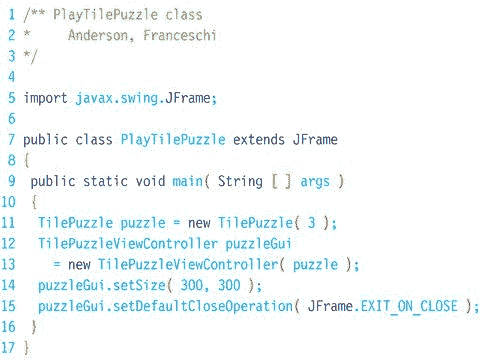 1 /** PlayTilePuzzle class
2 *     Anderson, Franceschi
3 */
4
5 import javax.swing.JFrame;
6
7 public class PlayTilePuzzle extends JFrame
8 {
9  public static void main( String [ ] args )
10  {
11   TilePuzzle puzzle = new TilePuzzle( 3 );
12   TilePuzzleViewController puzzleGui
13     = new TilePuzzleViewController( puzzle );
14   puzzleGui.setSize( 300, 300 );
15   puzzleGui.setDefaultCloseOperation( JFrame.EXIT_ON_CLOSE );
16  }
17 }